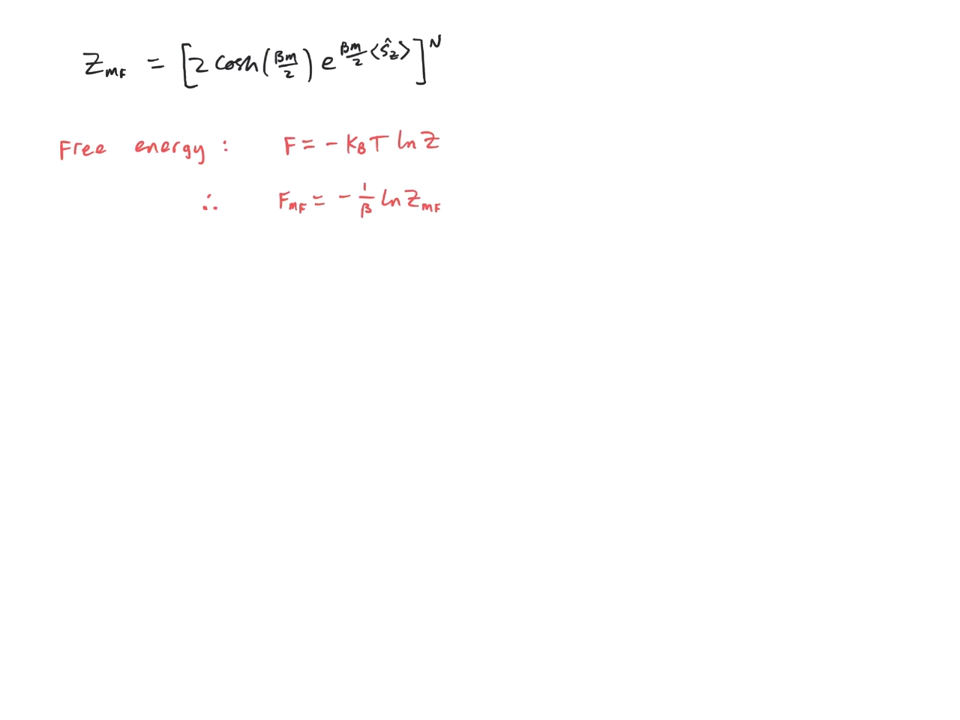 Z_MF = [2 cosh(βm/2) e^{βm/2 ⟨Ŝ_z⟩}]^N
Free energy : F = - K_B T ln Z
∴ F_MF = - 1/β ln Z_MF